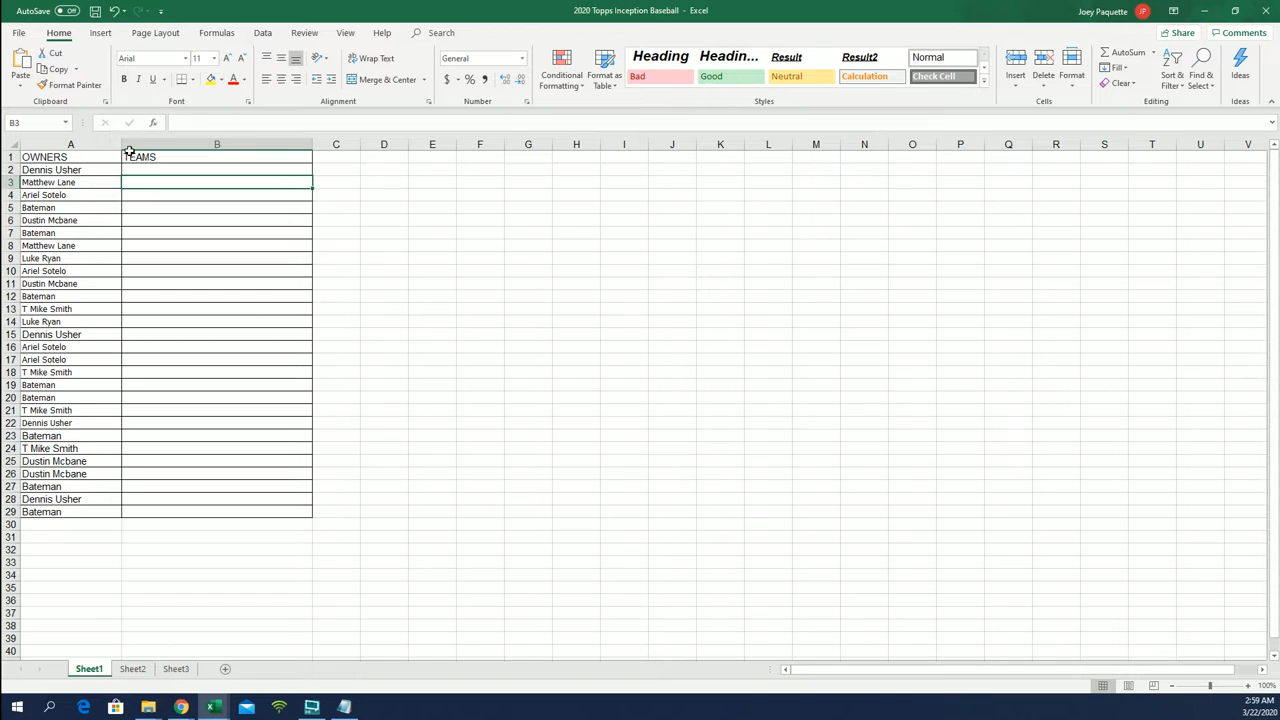 AutoSave Off
2020 Topps Inception Baseball - Excel
Joey Paquette JP
File Home Insert Page Layout Formulas Data Review View Help Search
Share Comments
Paste
Cut
Copy
Format Painter
Clipboard
Arial 11
B I U
Font
Wrap Text
Merge & Center
Alignment
General
$ % ,
Number
Conditional Formatting
Format as Table
Heading Headin... Result Result2 Normal
Bad Good Neutral Calculation Check Cell
Styles
Insert Delete Format
Cells
AutoSum
Fill
Clear
Sort & Filter
Find & Select
Editing
Ideas
Ideas
B3
fx
A B C D E F G H I J K L M N O P Q R S T U V
1 OWNERS TEAMS
2 Dennis Usher
3 Matthew Lane
4 Ariel Sotelo
5 Bateman
6 Dustin Mcbane
7 Bateman
8 Matthew Lane
9 Luke Ryan
10 Ariel Sotelo
11 Dustin Mcbane
12 Bateman
13 T Mike Smith
14 Luke Ryan
15 Dennis Usher
16 Ariel Sotelo
17 Ariel Sotelo
18 T Mike Smith
19 Bateman
20 Bateman
21 T Mike Smith
22 Dennis Usher
23 Bateman
24 T Mike Smith
25 Dustin Mcbane
26 Dustin Mcbane
27 Bateman
28 Dennis Usher
29 Bateman
30
31
32
33
34
35
36
37
38
39
40
Sheet1 Sheet2 Sheet3
100%
2:59 AM
3/22/2020